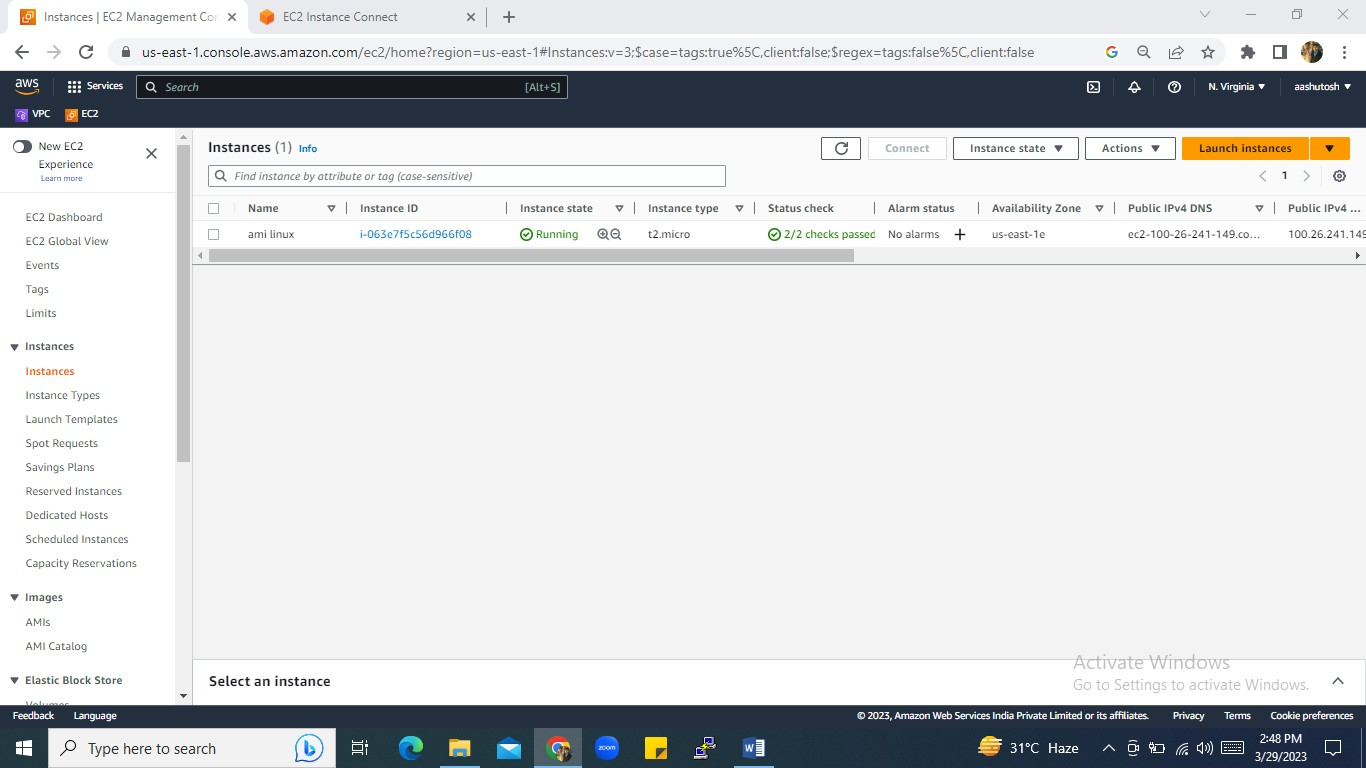 Instances | EC2 Management Con
EC2 Instance Connect
us-east-1.console.aws.amazon.com/ec2/home?region=us-east-1#Instances:v=3;$case=tags:true%5C,client:false;$regex=tags:false%5C,client:false
aws
Services
Search
[Alt+S]
N. Virginia
aashutosh
VPC
EC2
New EC2
Experience
Learn more
EC2 Dashboard
EC2 Global View
Events
Tags
Limits
Instances
Instances
Instance Types
Launch Templates
Spot Requests
Savings Plans
Reserved Instances
Dedicated Hosts
Scheduled Instances
Capacity Reservations
Images
AMIs
AMI Catalog
Elastic Block Store
Volumes
Instances (1) Info
Connect
Instance state
Actions
Launch instances
Find instance by attribute or tag (case-sensitive)
1
Name Instance ID Instance state Instance type Status check Alarm status Availability Zone Public IPv4 DNS Public IPv4 ...
ami linux i-063e7f5c56d966f08 Running t2.micro 2/2 checks passed No alarms + us-east-1e ec2-100-26-241-149.co... 100.26.241.149
Select an instance
Activate Windows
Go to Settings to activate Windows.
Feedback Language © 2023, Amazon Web Services India Private Limited or its affiliates. Privacy Terms Cookie preferences
Type here to search
zoom
31°C Haze
2:48 PM
3/29/2023